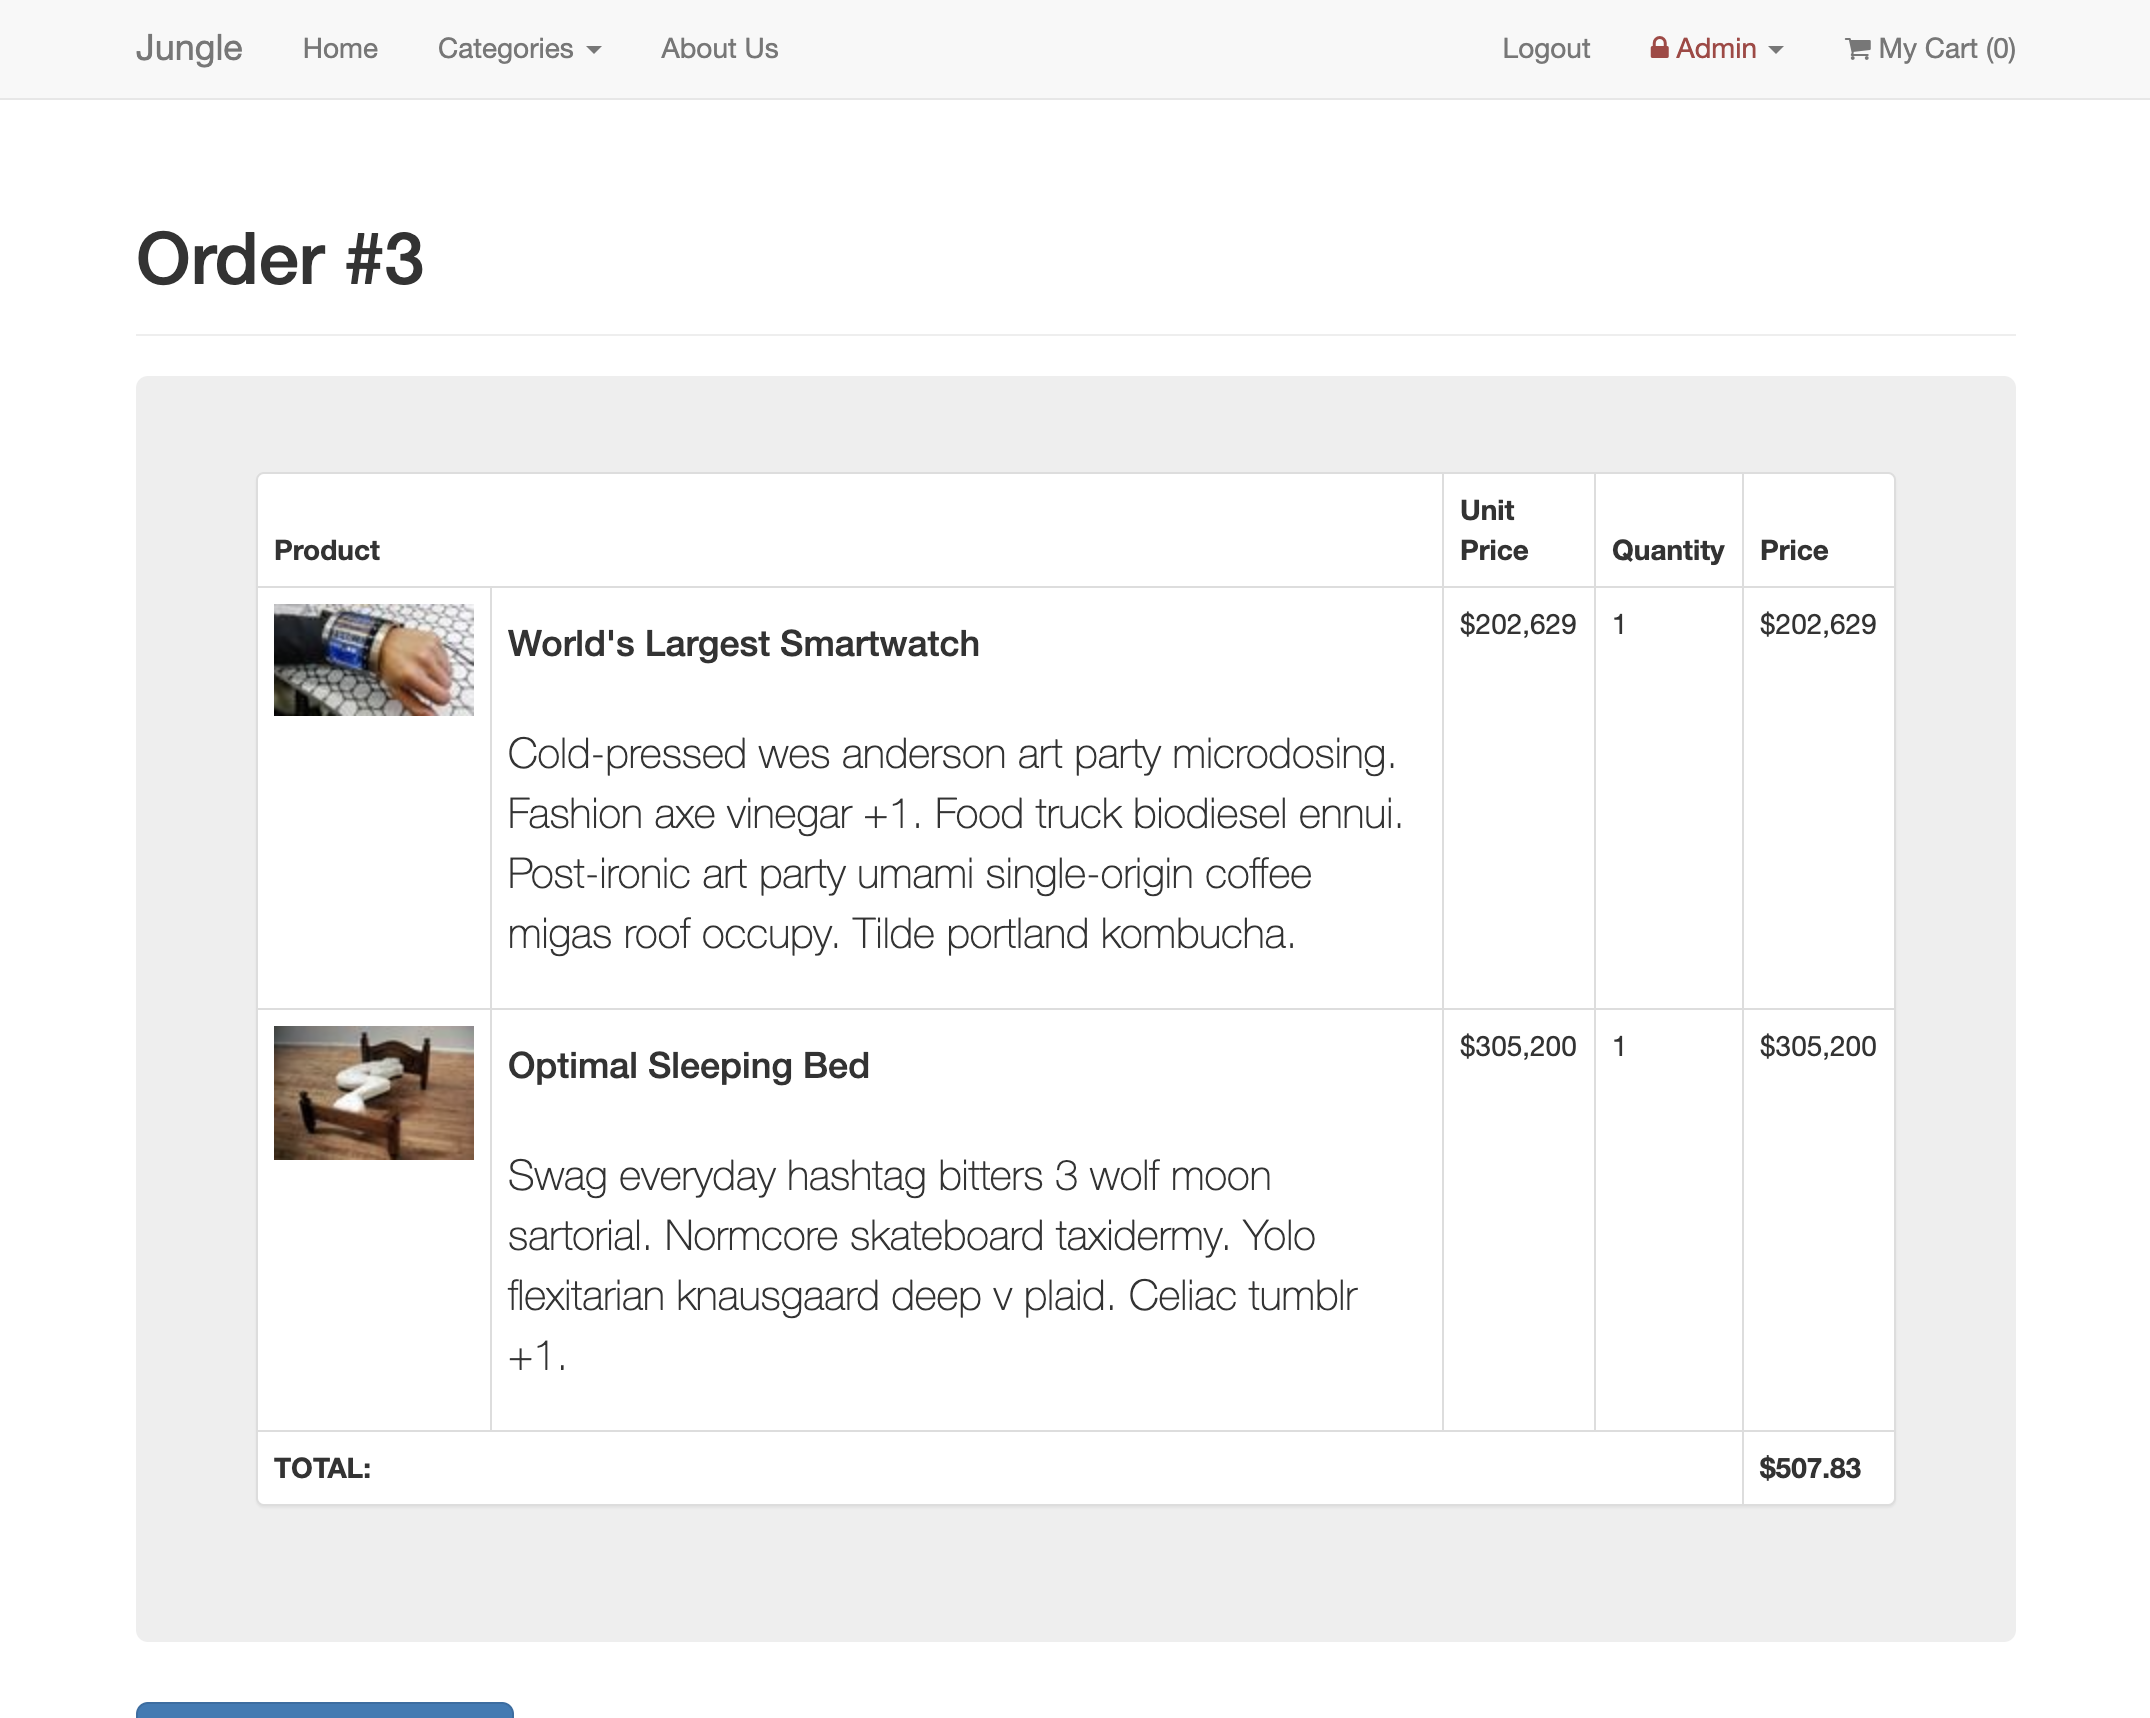 Jungle Home Categories About Us Logout Admin My Cart (0)
Order #3
Product Unit Price Quantity Price
World's Largest Smartwatch $202,629 1 $202,629
Cold-pressed wes anderson art party microdosing.
Fashion axe vinegar +1. Food truck biodiesel ennui.
Post-ironic art party umami single-origin coffee
migas roof occupy. Tilde portland kombucha.
Optimal Sleeping Bed $305,200 1 $305,200
Swag everyday hashtag bitters 3 wolf moon
sartorial. Normcore skateboard taxidermy. Yolo
flexitarian knausgaard deep v plaid. Celiac tumblr
+1.
TOTAL: $507.83